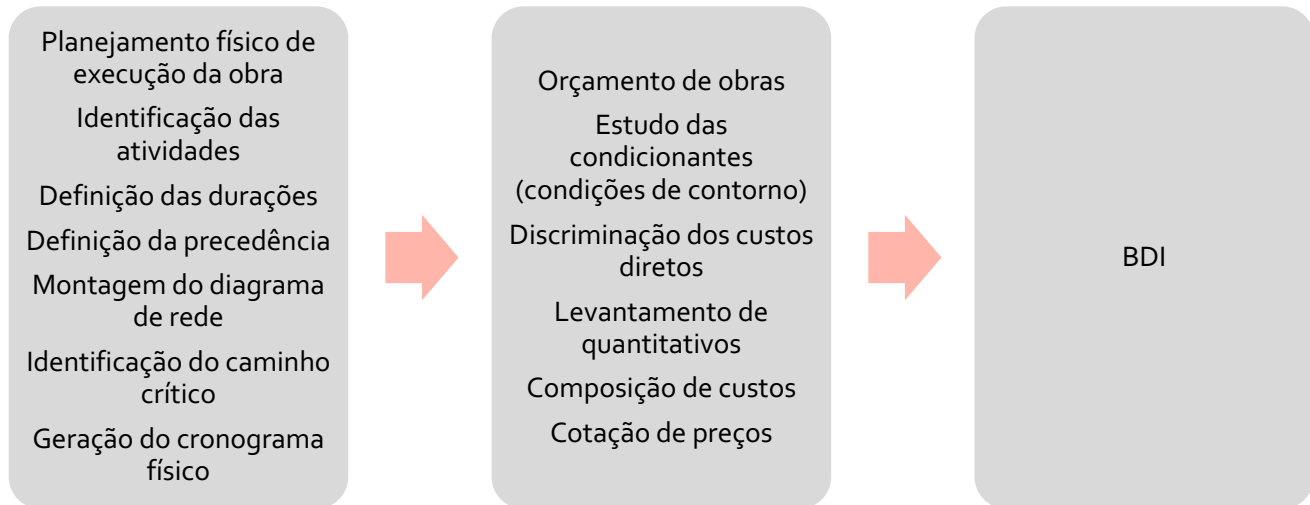 Planejamento físico de
execução da obra
Identificação das
atividades
Definição das durações
Definição da precedência
Montagem do diagrama
de rede
Identificação do caminho
crítico
Geração do cronograma
físico
Orçamento de obras
Estudo das
condicionantes
(condições de contorno)
Discriminação dos custos
diretos
Levantamento de
quantitativos
Composição de custos
Cotação de preços
BDI